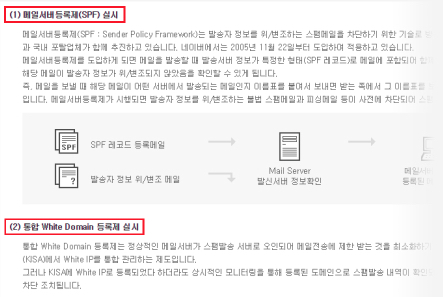 (1) 메일서버등록제(SPF) 실시
메일서버등록제(SPF : Sender Policy Framework)는 발송자 정보를 위/변조하는 스팸메일을 차단하기 위한 기술로
과 국내 포탈업체가 함께 추진하고 있습니다. 네이버에서는 2005년 11월 22일부터 도입하여 적용하고 있습니다.
메일서버등록제를 도입하게 되면 메일을 발송할 때 발송서버 정보가 특정한 형태(SPF 레코드)로 메일에 포함되어
해당 메일이 발송자 정보가 위/변조되지 않았음을 확인할 수 있게 됩니다.
즉, 메일을 보낼 때 해당 메일이 어떤 서버에서 발송되는 메일인지 이름표를 붙여서 보내면 받는 쪽에서 그 이름표를
입니다. 메일서버등록제가 시행되면 발송자 정보를 위/변조하는 불법 스팸메일과 피싱메일 등이 사전에 차단되어
SPF
SPF 레코드 등록메일
?
발송자 정보 위/변조 메일
Mail Server
발신서버 정보확인
메일서
등록된
(2) 통합 White Domain 등록제 실시
통합 White Domain 등록제는 정상적인 메일서버가 스팸발송 서버로 오인되어 메일전송에 제한 받는 것을 최소화하기
(KISA)에서 White IP를 통합 관리하는 제도입니다.
그러나 KISA에 White IP로 등록되었다 하더라도 상시적인 모니터링을 통해 등록된 도메인으로 스팸발송 내역이
차단 조치됩니다.